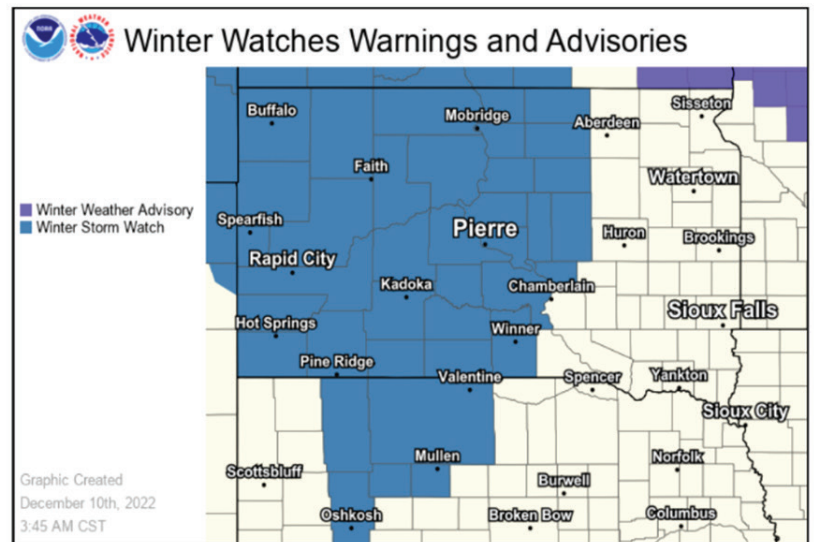 Winter Watches Warnings and Advisories
Winter Weather Advisory
Winter Storm Watch
Buffalo
Mobridge
Sisseton
Aberdeen
Faith
Watertown
Spearfish
Pierre
Huron
Brookings
Rapid City
Kadoka
Chamberlain
Sioux Falls
Hot Springs
Winner
Pine Ridge
Valentine
Spencer
Yankton
Sioux City
Mullen
Norfolk
Scottsbluff
Burwell
Oshkosh
Broken Bow
Columbus
Graphic Created
December 10th, 2022
3:45 AM CST